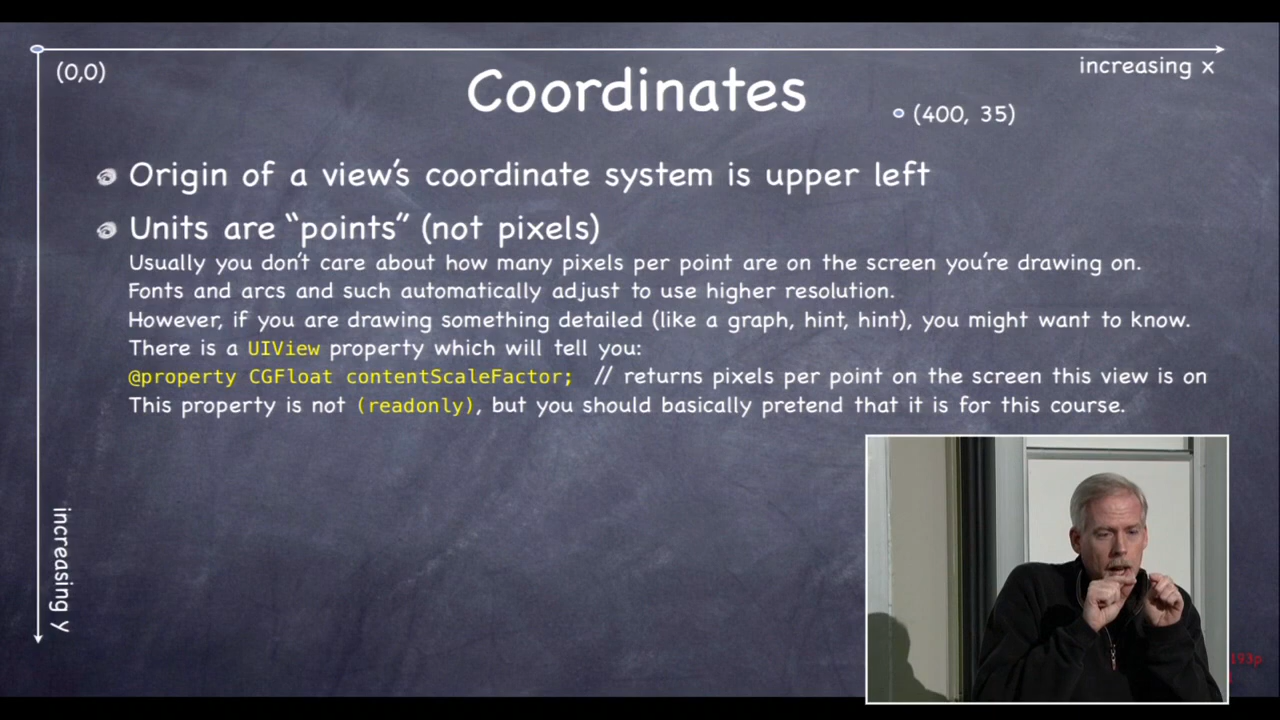 (0,0)
increasing x
Coordinates
(400, 35)
Origin of a view's coordinate system is upper left
Units are “points” (not pixels)
Usually you don't care about how many pixels per point are on the screen you're drawing on.
Fonts and arcs and such automatically adjust to use higher resolution.
However, if you are drawing something detailed (like a graph, hint, hint), you might want to know.
There is a UIView property which will tell you:
@property CGFloat contentScaleFactor; // returns pixels per point on the screen this view is on
This property is not (readonly), but you should basically pretend that it is for this course.
increasing y